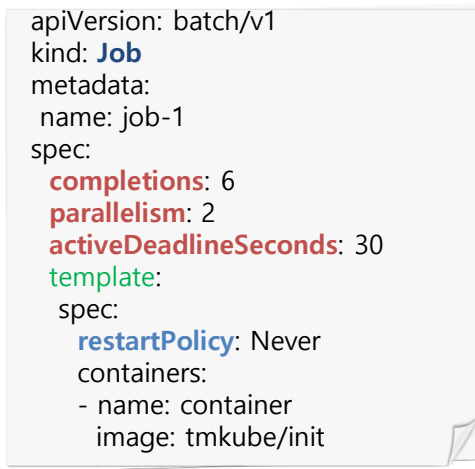 apiVersion: batch/v1
kind: Job
metadata:
 name: job-1
spec:
  completions: 6
  parallelism: 2
  activeDeadlineSeconds: 30
  template:
   spec:
     restartPolicy: Never
     containers:
     - name: container
       image: tmkube/init